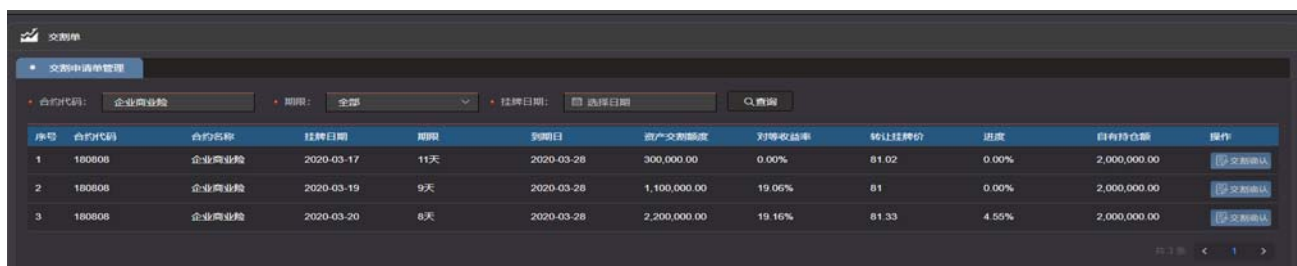 交割单
交割申请单管理
合约代码： 企业商业险 期限： 全部 挂牌日期： 选择日期 查询
序号 合约代码 合约名称 挂牌日期 期限 到期日 资产交割额度 对等收益率 转让挂牌价 进度 自有持仓额 操作
1 180808 企业商业险 2020-03-17 11天 2020-03-28 300,000.00 0.00% 81.02 0.00% 2,000,000.00 交割确认
2 180808 企业商业险 2020-03-19 9天 2020-03-28 1,100,000.00 19.06% 81 0.00% 2,000,000.00 交割确认
3 180808 企业商业险 2020-03-20 8天 2020-03-28 2,200,000.00 19.16% 81.33 4.55% 2,000,000.00 交割确认
共 3 条 < 1 >